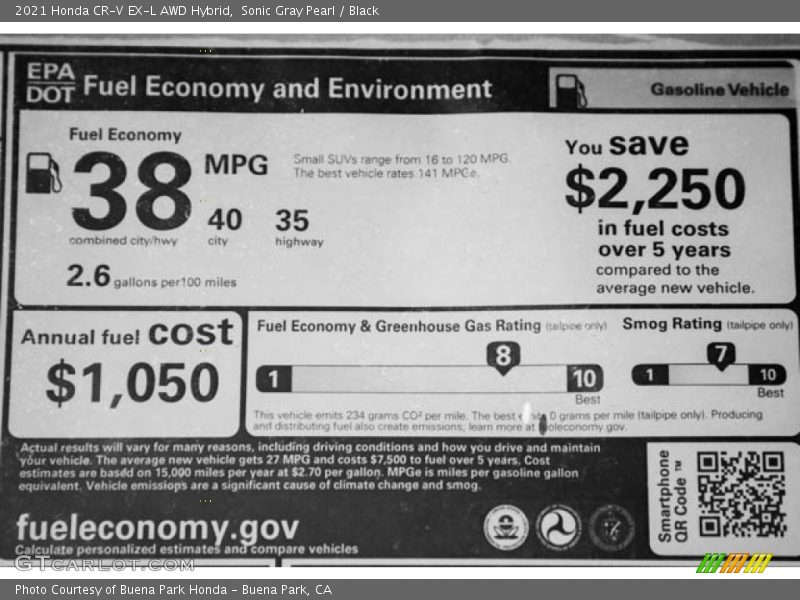 2021 Honda CR-V EX-L AWD Hybrid, Sonic Gray Pearl / Black
EPA
DOT
Fuel Economy and Environment
Gasoline Vehicle
Fuel Economy
38 MPG
combined city/hwy
40
city
35
highway
Small SUVs range from 16 to 120 MPG.
The best vehicle rates 141 MPGe.
2.6 gallons per 100 miles
You save
$2,250
in fuel costs
over 5 years
compared to the
average new vehicle.
Annual fuel cost
$1,050
Fuel Economy & Greenhouse Gas Rating (tailpipe only)
1
8
10
Best
Smog Rating (tailpipe only)
1
7
10
Best
This vehicle emits 234 grams CO² per mile. The best 0 grams per mile (tailpipe only). Producing
and distributing fuel also create emissions; learn more at fueleconomy.gov.
Actual results will vary for many reasons, including driving conditions and how you drive and maintain
your vehicle. The average new vehicle gets 27 MPG and costs $7,500 to fuel over 5 years. Cost
estimates are based on 15,000 miles per year at $2.70 per gallon. MPGe is miles per gasoline gallon
equivalent. Vehicle emissions are a significant cause of climate change and smog.
fueleconomy.gov
Calculate personalized estimates and compare vehicles
Smartphone
QR Code ™
GTCarLot.com
Photo Courtesy of Buena Park Honda - Buena Park, CA